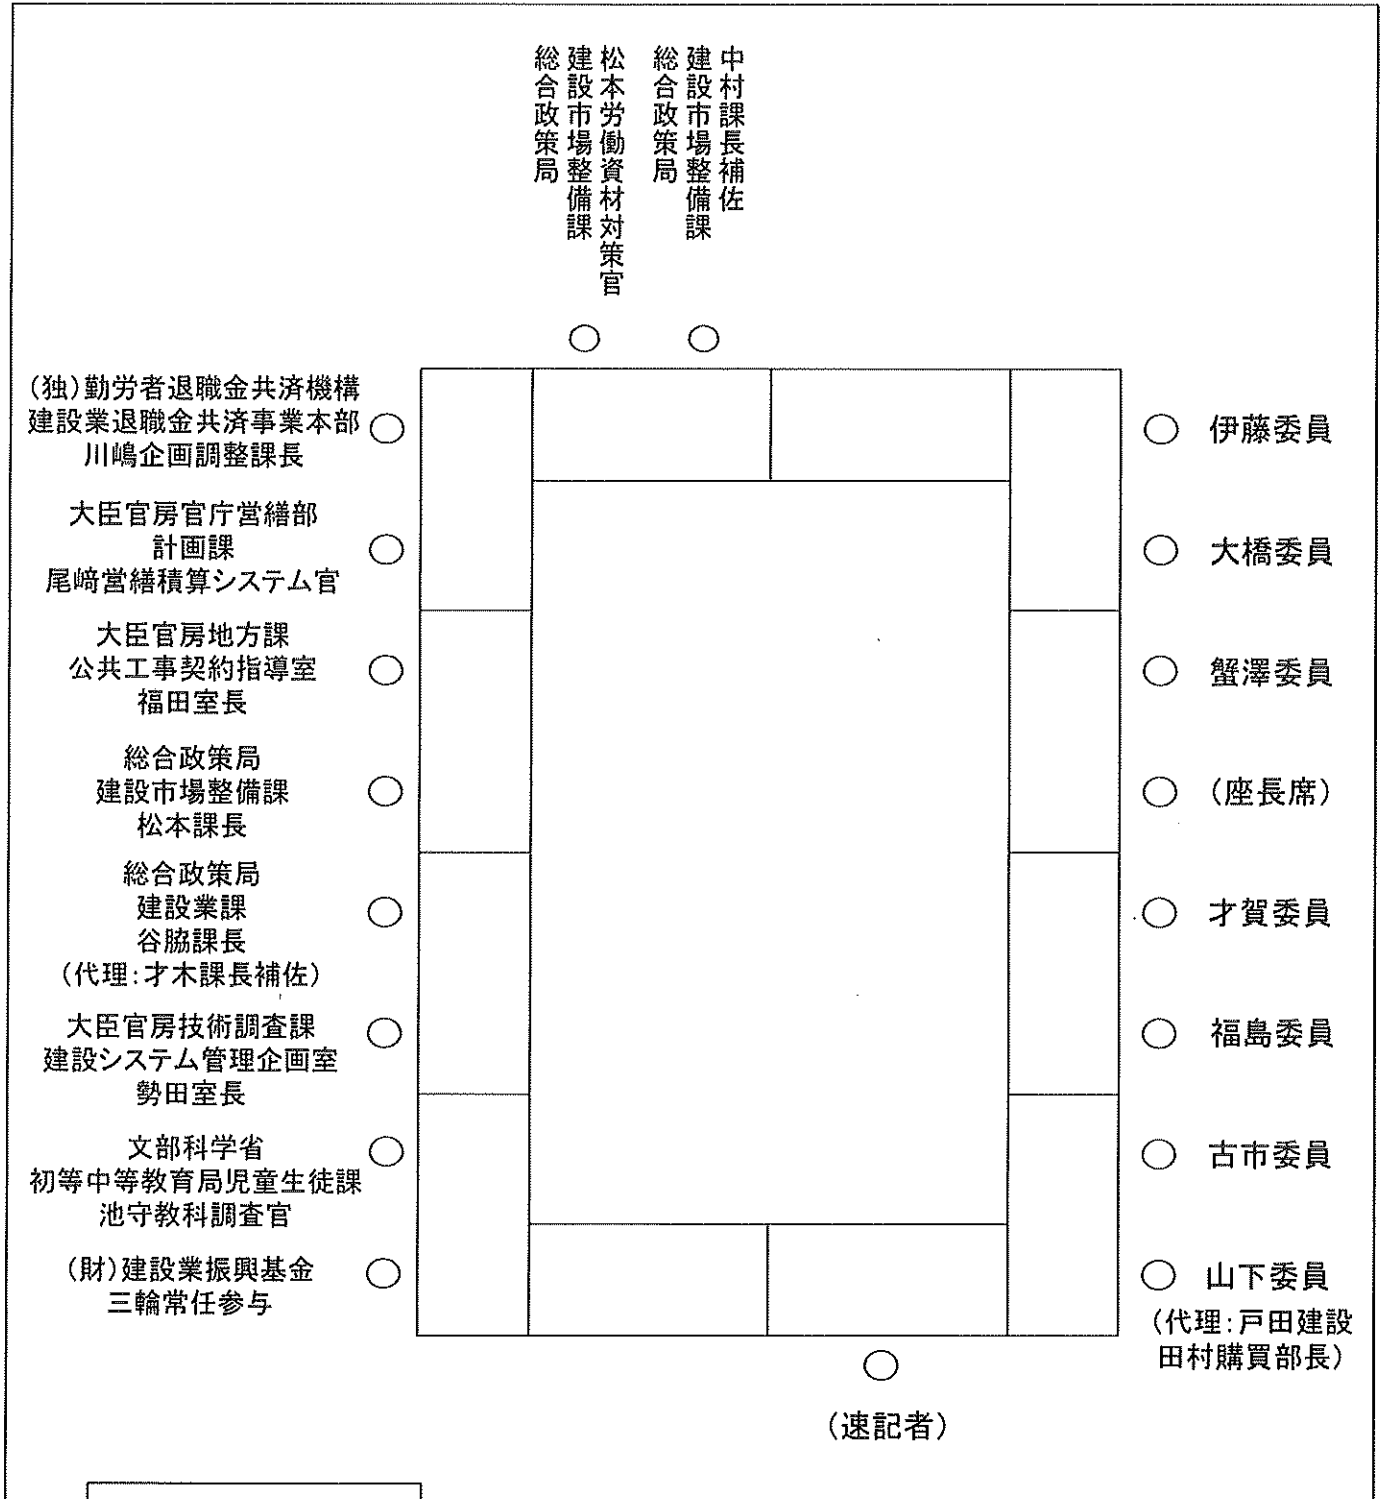 中村課長補佐
建設市場整備課
総合政策局
松本労働資材対策官
建設市場整備課
総合政策局
(独)勤労者退職金共済機構
建設業退職金共済事業本部
川嶋企画調整課長
大臣官房官庁営繕部
計画課
尾﨑営繕積算システム官
大臣官房地方課
公共工事契約指導室
福田室長
総合政策局
建設市場整備課
松本課長
総合政策局
建設業課
谷脇課長
(代理:才木課長補佐)
大臣官房技術調査課
建設システム管理企画室
勢田室長
文部科学省
初等中等教育局児童生徒課
池守教科調査官
(財)建設業振興基金
三輪常任参与
伊藤委員
大橋委員
蟹澤委員
(座長席)
才賀委員
福島委員
古市委員
山下委員
(代理:戸田建設
田村購買部長)
(速記者)